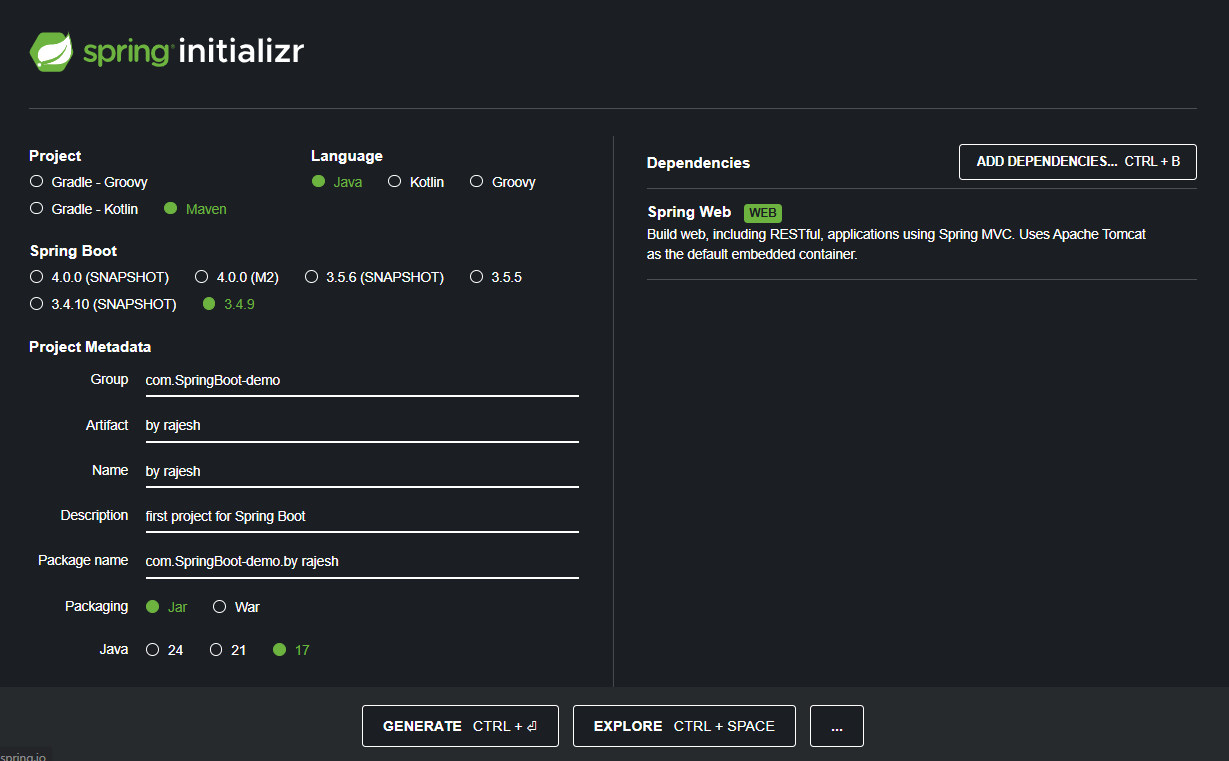 spring initializr
Project
Gradle - Groovy
Gradle - Kotlin Maven
Language
Java Kotlin Groovy
Spring Boot
4.0.0 (SNAPSHOT) 4.0.0 (M2) 3.5.6 (SNAPSHOT) 3.5.5
3.4.10 (SNAPSHOT) 3.4.9
Project Metadata
Group com.SpringBoot-demo
Artifact by rajesh
Name by rajesh
Description first project for Spring Boot
Package name com.SpringBoot-demo.by rajesh
Packaging Jar War
Java 24 21 17
Dependencies ADD DEPENDENCIES... CTRL + B
Spring Web WEB
Build web, including RESTful, applications using Spring MVC. Uses Apache Tomcat
as the default embedded container.
GENERATE CTRL + ⏎ EXPLORE CTRL + SPACE ...
spring.io